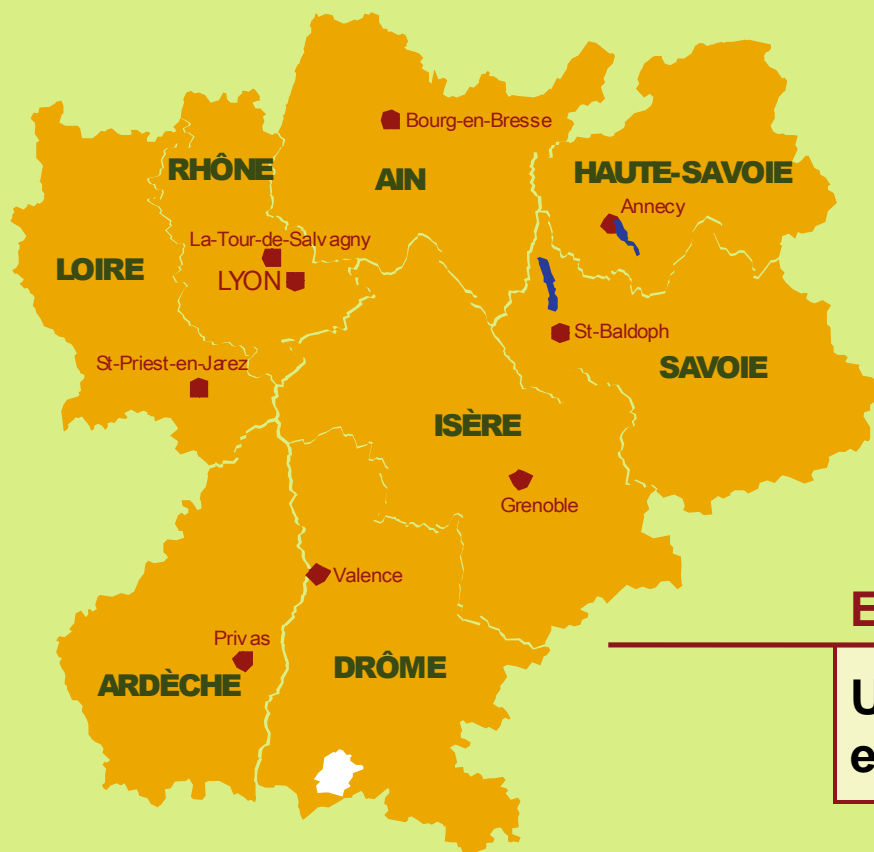 Bourg-en-Bresse
RHÔNE
AIN
HAUTE-SAVOIE
Annecy
La-Tour-de-Salvagny
LOIRE
LYON
St-Baldoph
St-Priest-en-Jarez
SAVOIE
ISÈRE
Grenoble
Valence
E
Privas
DRÔME
ARDÈCHE
U
e